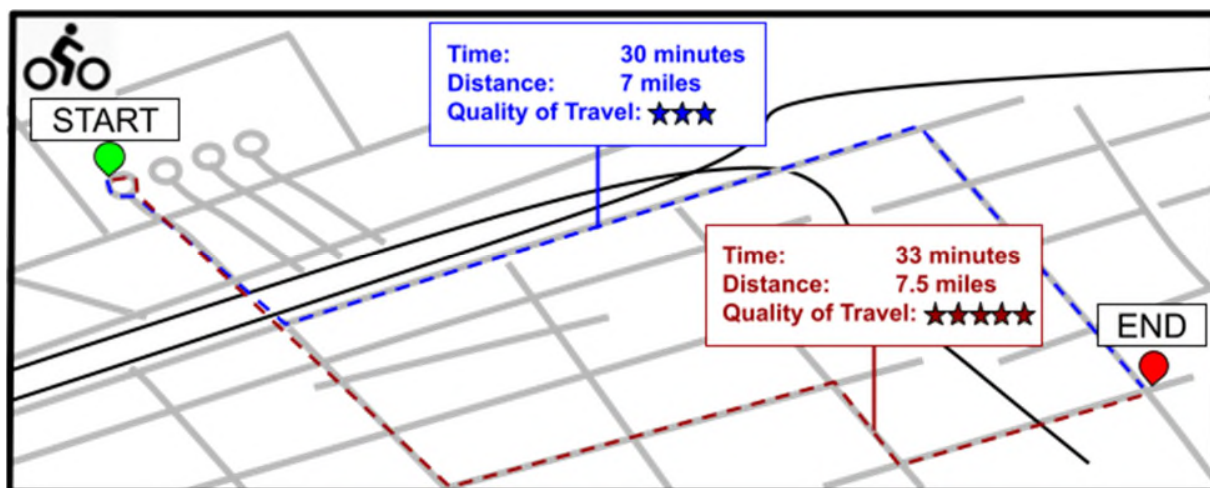 START
Time: 30 minutes
Distance: 7 miles
Quality of Travel: ★★★
Time: 33 minutes
Distance: 7.5 miles
Quality of Travel: ★★★★★
END